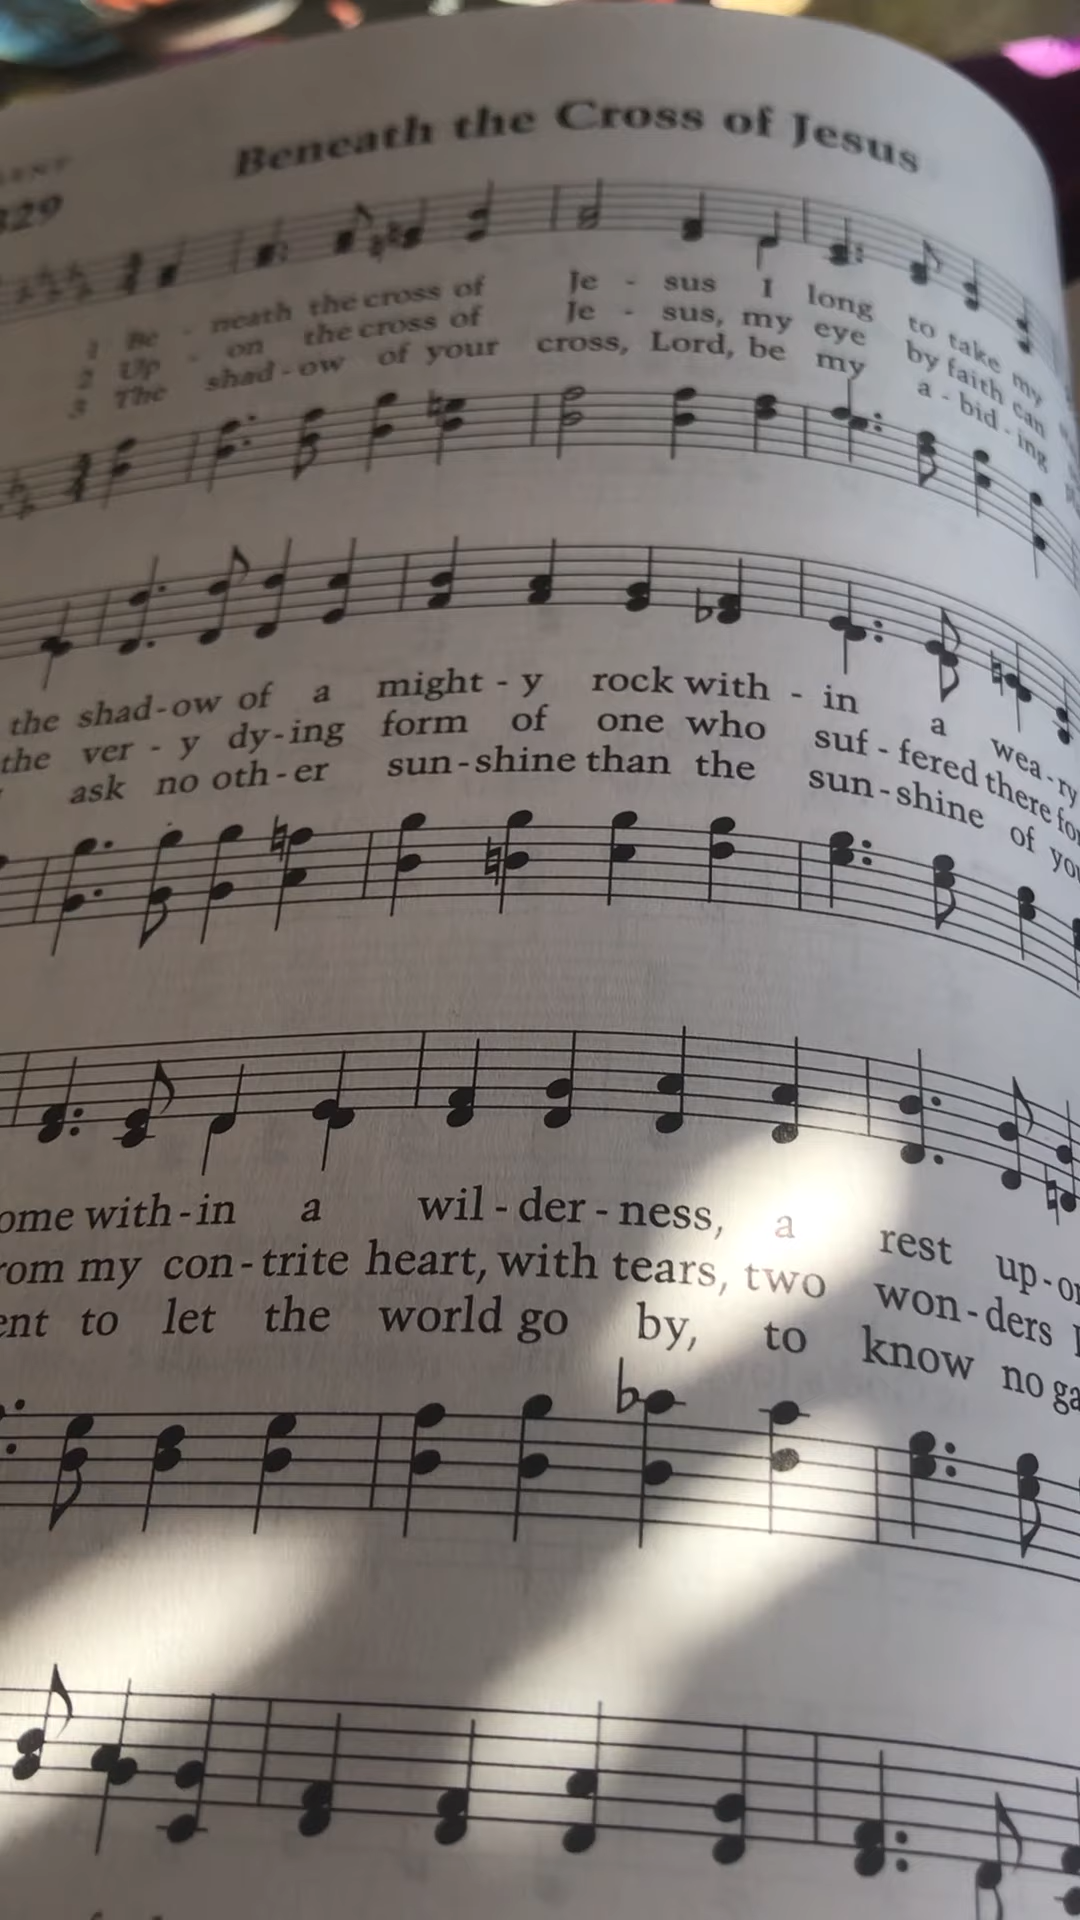 Beneath the Cross of Jesus
329
1 Be - neath the cross of Je - sus I long to take my
2 Up - on the cross of Je - sus, my eye by faith can
3 The shad - ow of your cross, Lord, be my a - bid - ing
the shad - ow of a might - y rock with - in a wea - ry
the ver - y dy - ing form of one who suf - fered there for
ask no oth - er sun - shine than the sun - shine of
with - in a wil - der - ness, a rest
my con - trite heart, with tears, two won - ders
to let the world go by, to know no